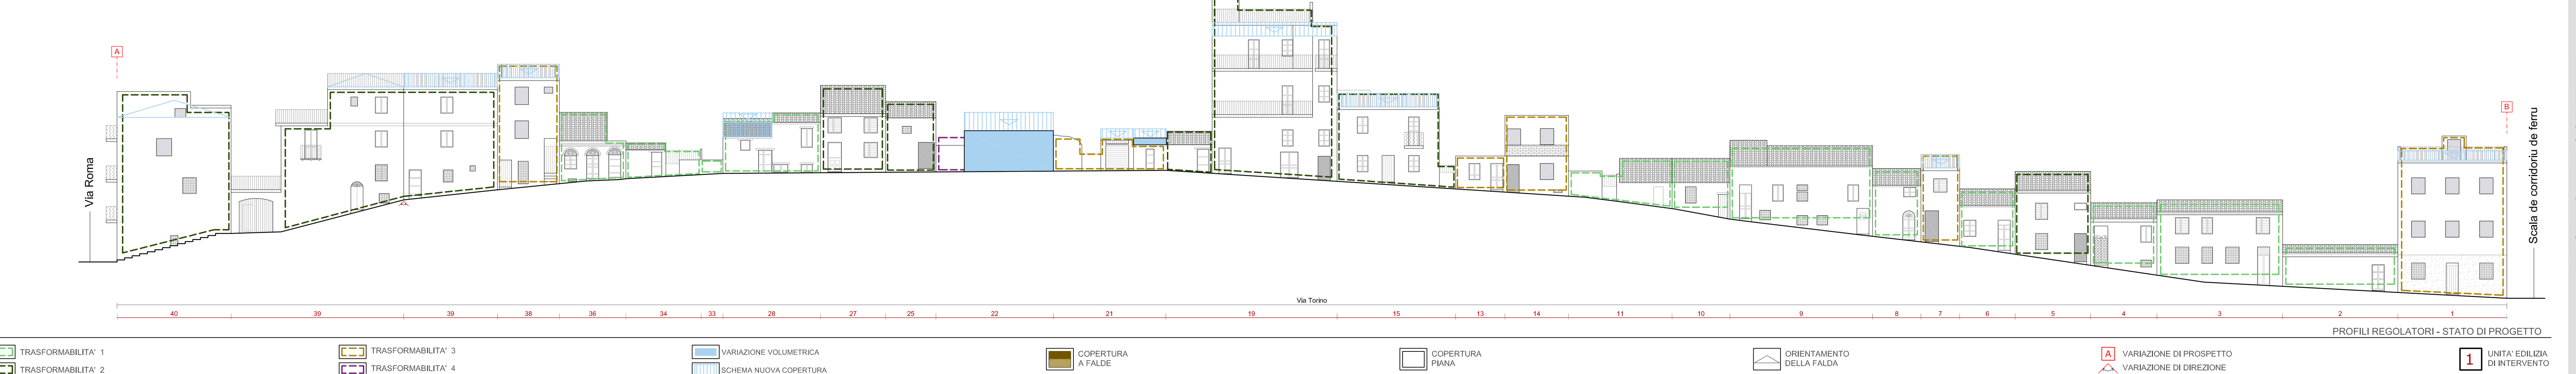 A
B
Via Roma
Scala de corridoriu de ferru
Via Torino
40 39 39 38 36 34 33 28 27 25 22 21 19 15 13 14 11 10 9 8 7 6 5 4 3 2 1
PROFILI REGOLATORI - STATO DI PROGETTO
TRASFORMABILITA' 1
TRASFORMABILITA' 2
TRASFORMABILITA' 3
TRASFORMABILITA' 4
VARIAZIONE VOLUMETRICA
SCHEMA NUOVA COPERTURA
COPERTURA
A FALDE
COPERTURA
PIANA
ORIENTAMENTO
DELLA FALDA
A VARIAZIONE DI PROSPETTO
VARIAZIONE DI DIREZIONE
1 UNITA' EDILIZIA
DI INTERVENTO